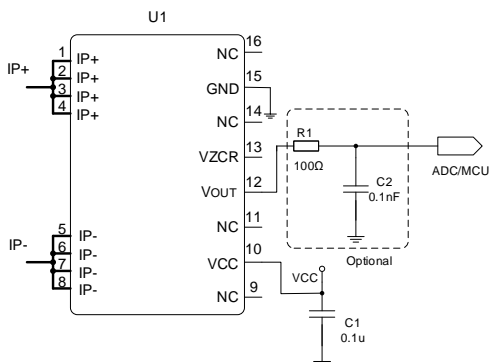 U1
IP+
1 IP+
2 IP+
3 IP+
4 IP+
IP-
5 IP-
6 IP-
7 IP-
8 IP-
NC 16
GND 15
NC 14
VZCR 13
VOUT 12
NC 11
VCC 10
NC 9
R1
100Ω
C2
0.1nF
Optional
ADC/MCU
VCC
C1
0.1u